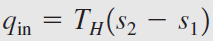 q_in = T_H(s_2 − s_1)